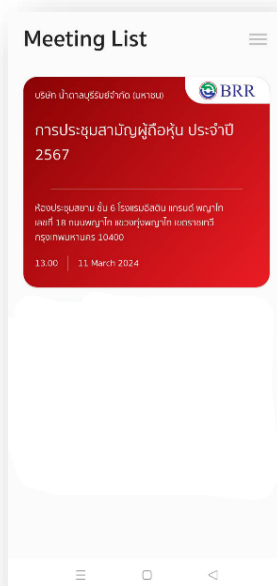 Meeting List
บริษัท น้ำตาลบุรีรัมย์จำกัด (มหาชน)
BRR
การประชุมสามัญผู้ถือหุ้น ประจำปี
2567
ห้องประชุมสยาม ชั้น 6 โรงแรมอีสติน แกรนด์ พญาไท
เลขที่ 18 ถนนพญาไท แขวงทุ่งพญาไท เขตราชเทวี
กรุงเทพมหานคร 10400
13:00 | 11 March 2024